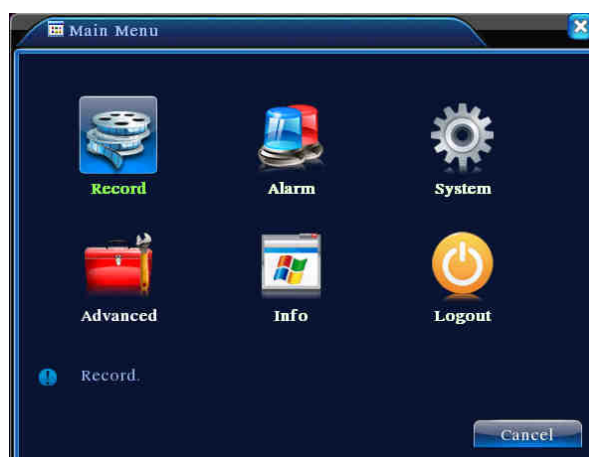 Main Menu
Record Alarm System
Advanced Info Logout
Record.
Cancel